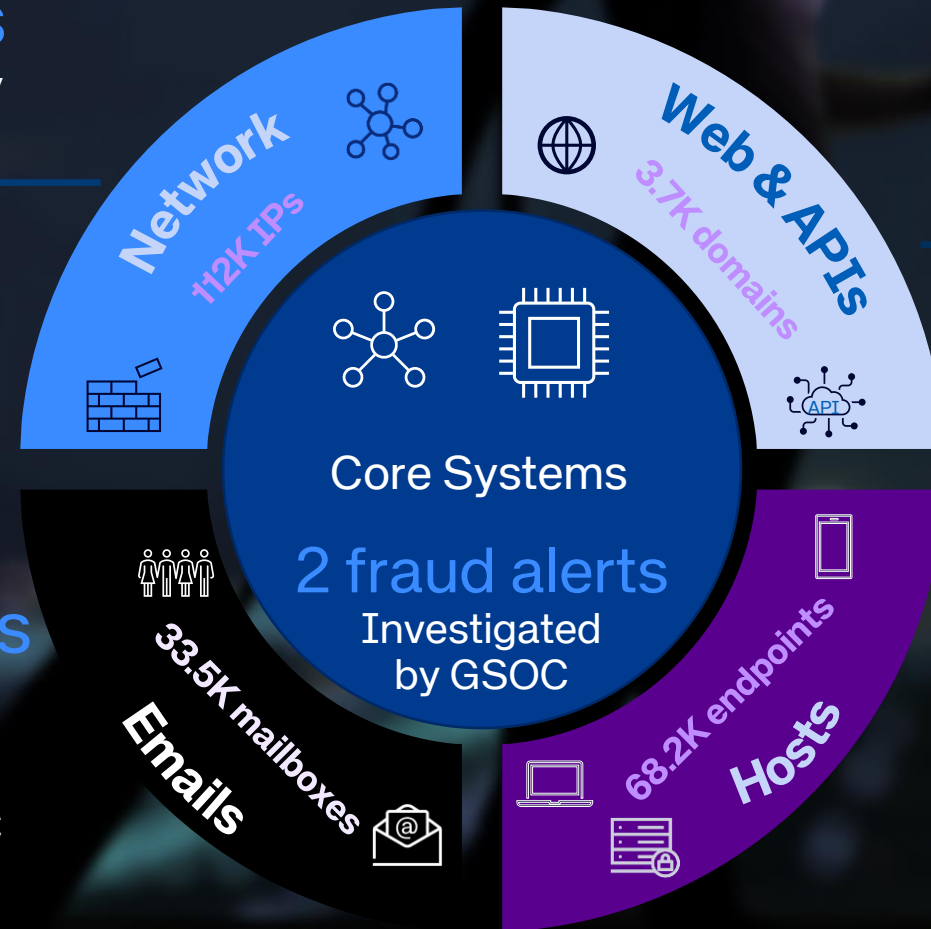 Network
112K IPs
Web & APIs
3.7K domains
API
Core Systems
2 fraud alerts
Investigated
by GSOC
33.5K mailboxes
Emails
@
68.2K endpoints
Hosts